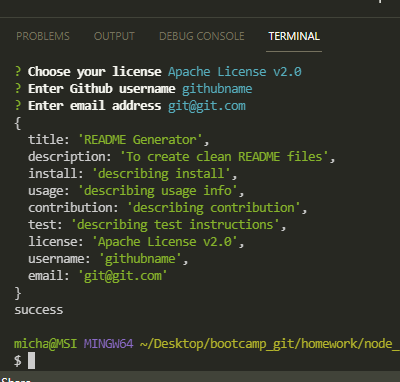 PROBLEMS OUTPUT DEBUG CONSOLE TERMINAL
? Choose your license Apache License v2.0
? Enter Github username githubname
? Enter email address git@git.com
{
  title: 'README Generator',
  description: 'To create clean README files',
  install: 'describing install',
  usage: 'describing usage info',
  contribution: 'describing contribution',
  test: 'describing test instructions',
  license: 'Apache License v2.0',
  username: 'githubname',
  email: 'git@git.com'
}
success
micha@MSI MINGW64 ~/Desktop/bootcamp_git/homework/node_
$